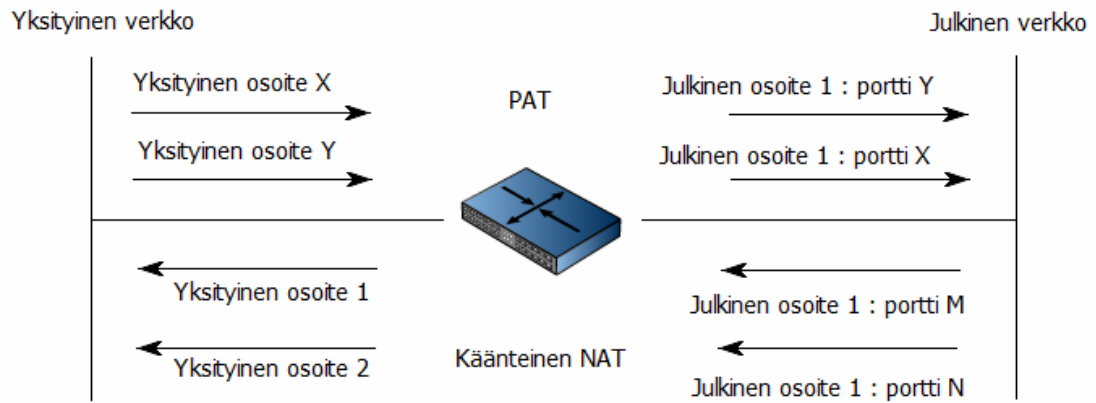 Yksityinen verkko
Julkinen verkko
Yksityinen osoite X
PAT
Julkinen osoite 1 : portti Y
Yksityinen osoite Y
Julkinen osoite 1 : portti X
Yksityinen osoite 1
Julkinen osoite 1 : portti M
Yksityinen osoite 2
Käänteinen NAT
Julkinen osoite 1 : portti N